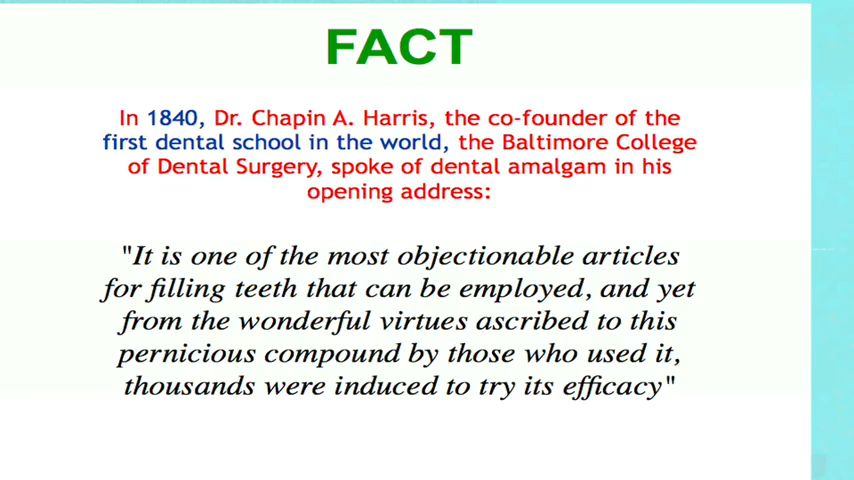 FACT
In 1840, Dr. Chapin A. Harris, the co-founder of the
first dental school in the world, the Baltimore College
of Dental Surgery, spoke of dental amalgam in his
opening address:
"It is one of the most objectionable articles
for filling teeth that can be employed, and yet
from the wonderful virtues ascribed to this
pernicious compound by those who used it,
thousands were induced to try its efficacy"